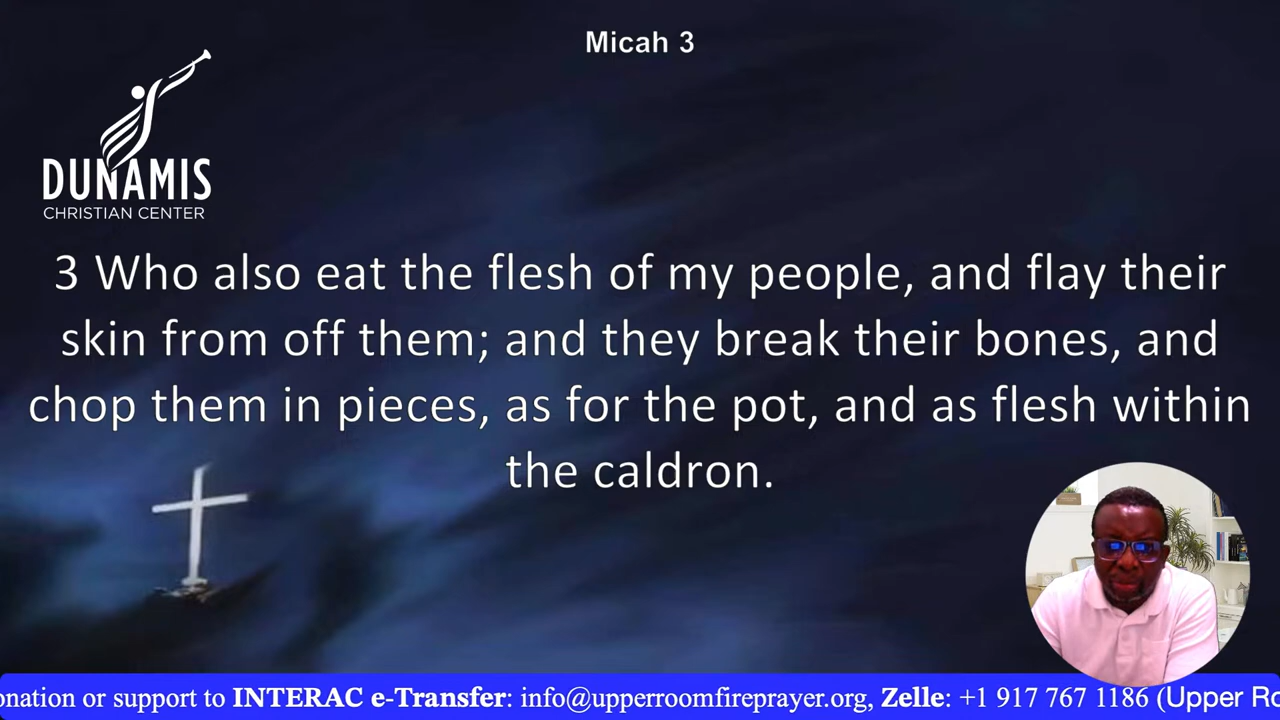 Micah 3
DUNAMIS
CHRISTIAN CENTER
3 Who also eat the flesh of my people, and flay their
skin from off them; and they break their bones, and
chop them in pieces, as for the pot, and as flesh within
the caldron.
onation or support to INTERAC e-Transfer: info@upperroomfireprayer.org, Zelle: +1 917 767 1186 (Upper Ro